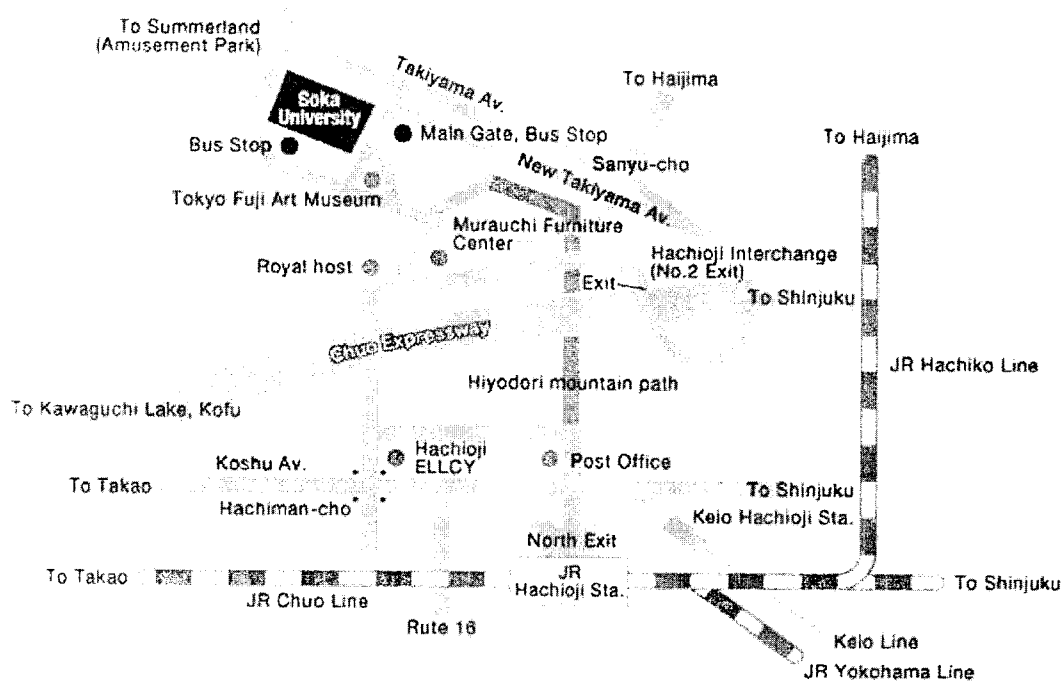 To Summerland
(Amusement Park)
Takiyama Av.
To Haijima
Soka
University
Main Gate, Bus Stop
To Haijima
Bus Stop
Sanyu-cho
New Takiyama Av.
Tokyo Fuji Art Museum
Murauchi Furniture
Center
Hachioji Interchange
(No.2 Exit)
Royal host
Exit
To Shinjuku
Chuo Expressway
JR Hachiko Line
Hiyodori mountain path
To Kawaguchi Lake, Kofu
Hachioji
ELLCY
Koshu Av.
Post Office
To Takao
To Shinjuku
Hachiman-cho
Keio Hachioji Sta.
North Exit
To Takao
JR
Hachioji Sta.
To Shinjuku
JR Chuo Line
Rute 16
Keio Line
JR Yokohama Line